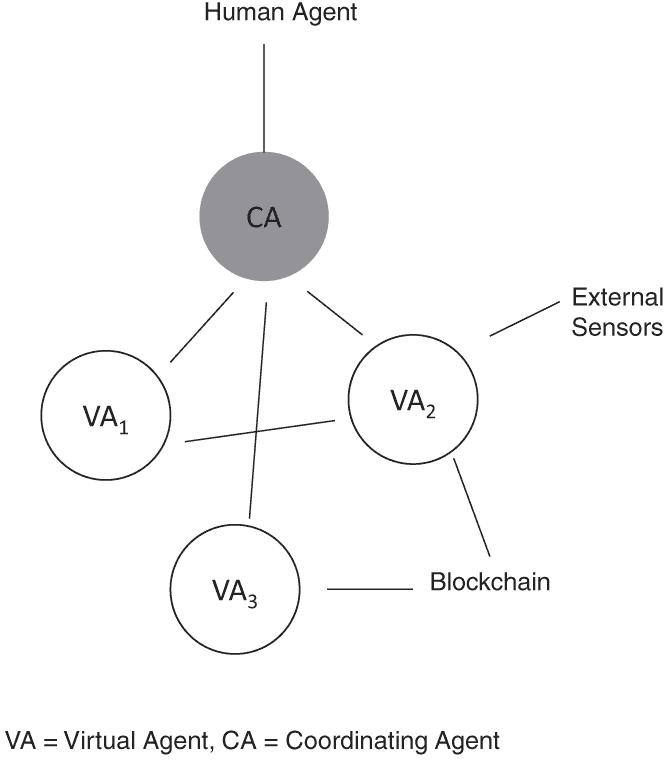 Human Agent
CA
External
Sensors
VA₁
VA₂
VA₃
Blockchain
VA = Virtual Agent, CA = Coordinating Agent